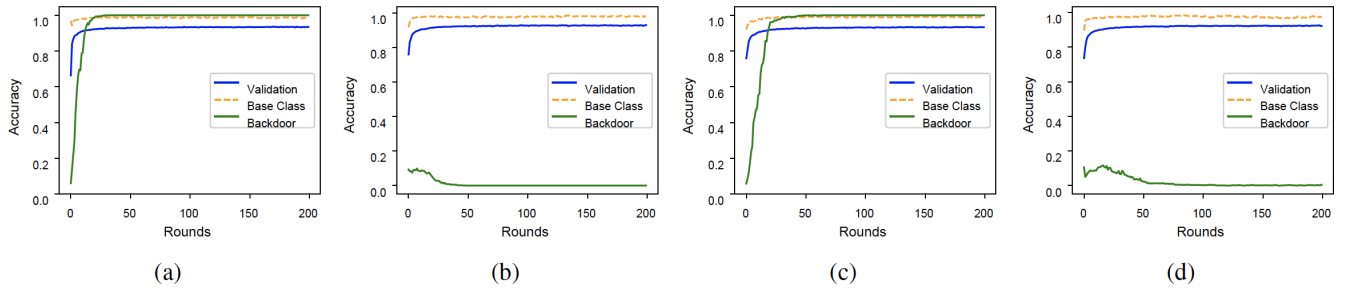 1.0
0.8
0.6
0.4
0.2
0.0
Accuracy
Validation
Base Class
Backdoor
0
50
100
150
200
Rounds
(a)
1.0
0.8
0.6
0.4
0.2
0.0
Accuracy
Validation
Base Class
Backdoor
0
50
100
150
200
Rounds
(b)
1.0
0.8
0.6
0.4
0.2
0.0
Accuracy
Validation
Base Class
Backdoor
0
50
100
150
200
Rounds
(c)
1.0
0.8
0.6
0.4
0.2
0.0
Accuracy
Validation
Base Class
Backdoor
0
50
100
150
200
Rounds
(d)